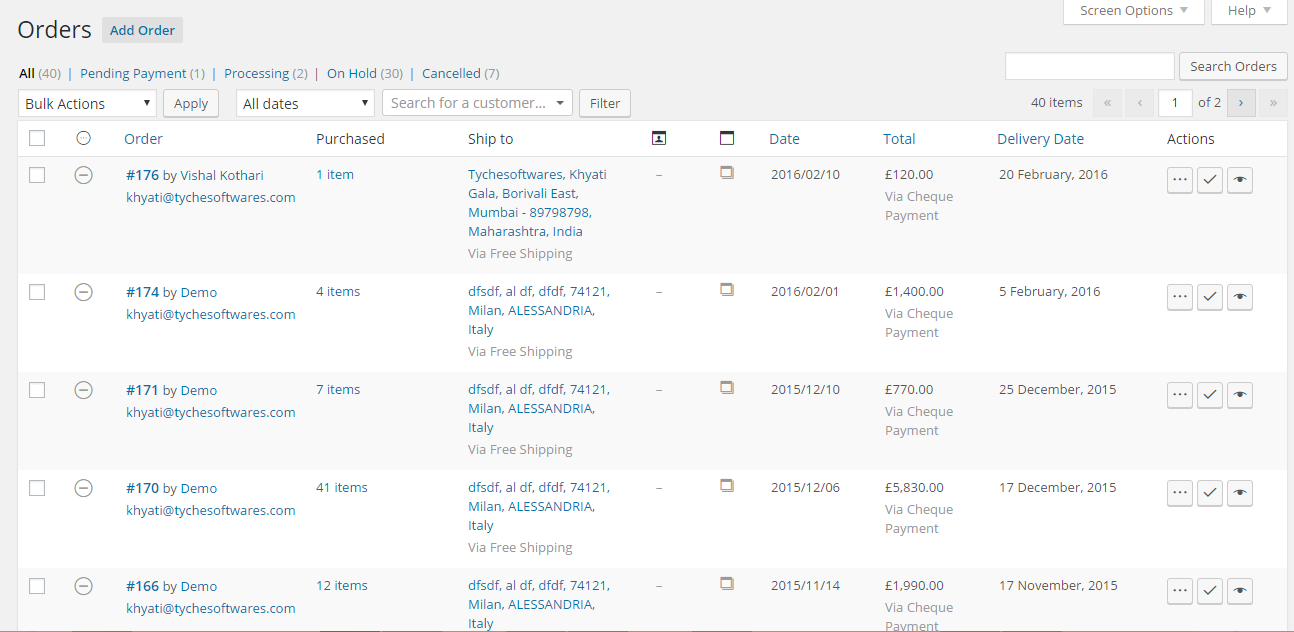 Screen Options Help
Orders Add Order
All (40) | Pending Payment (1) | Processing (2) | On Hold (30) | Cancelled (7)
Search Orders
Bulk Actions Apply All dates Search for a customer... Filter 40 items « ‹ 1 of 2 › »
Order Purchased Ship to Date Total Delivery Date Actions
#176 by Vishal Kothari 1 item Tychesoftwares, Khyati – 2016/02/10 £120.00 20 February, 2016
khyati@tychesoftwares.com Gala, Borivali East, Via Cheque
Mumbai - 89798798, Payment
Maharashtra, India
Via Free Shipping
#174 by Demo 4 items dfsdf, al df, dfdf, 74121, – 2016/02/01 £1,400.00 5 February, 2016
khyati@tychesoftwares.com Milan, ALESSANDRIA, Via Cheque
Italy Payment
Via Free Shipping
#171 by Demo 7 items dfsdf, al df, dfdf, 74121, – 2015/12/10 £770.00 25 December, 2015
khyati@tychesoftwares.com Milan, ALESSANDRIA, Via Cheque
Italy Payment
Via Free Shipping
#170 by Demo 41 items dfsdf, al df, dfdf, 74121, – 2015/12/06 £5,830.00 17 December, 2015
khyati@tychesoftwares.com Milan, ALESSANDRIA, Via Cheque
Italy Payment
Via Free Shipping
#166 by Demo 12 items dfsdf, al df, dfdf, 74121, – 2015/11/14 £1,990.00 17 November, 2015
khyati@tychesoftwares.com Milan, ALESSANDRIA, Via Cheque
Italy Payment